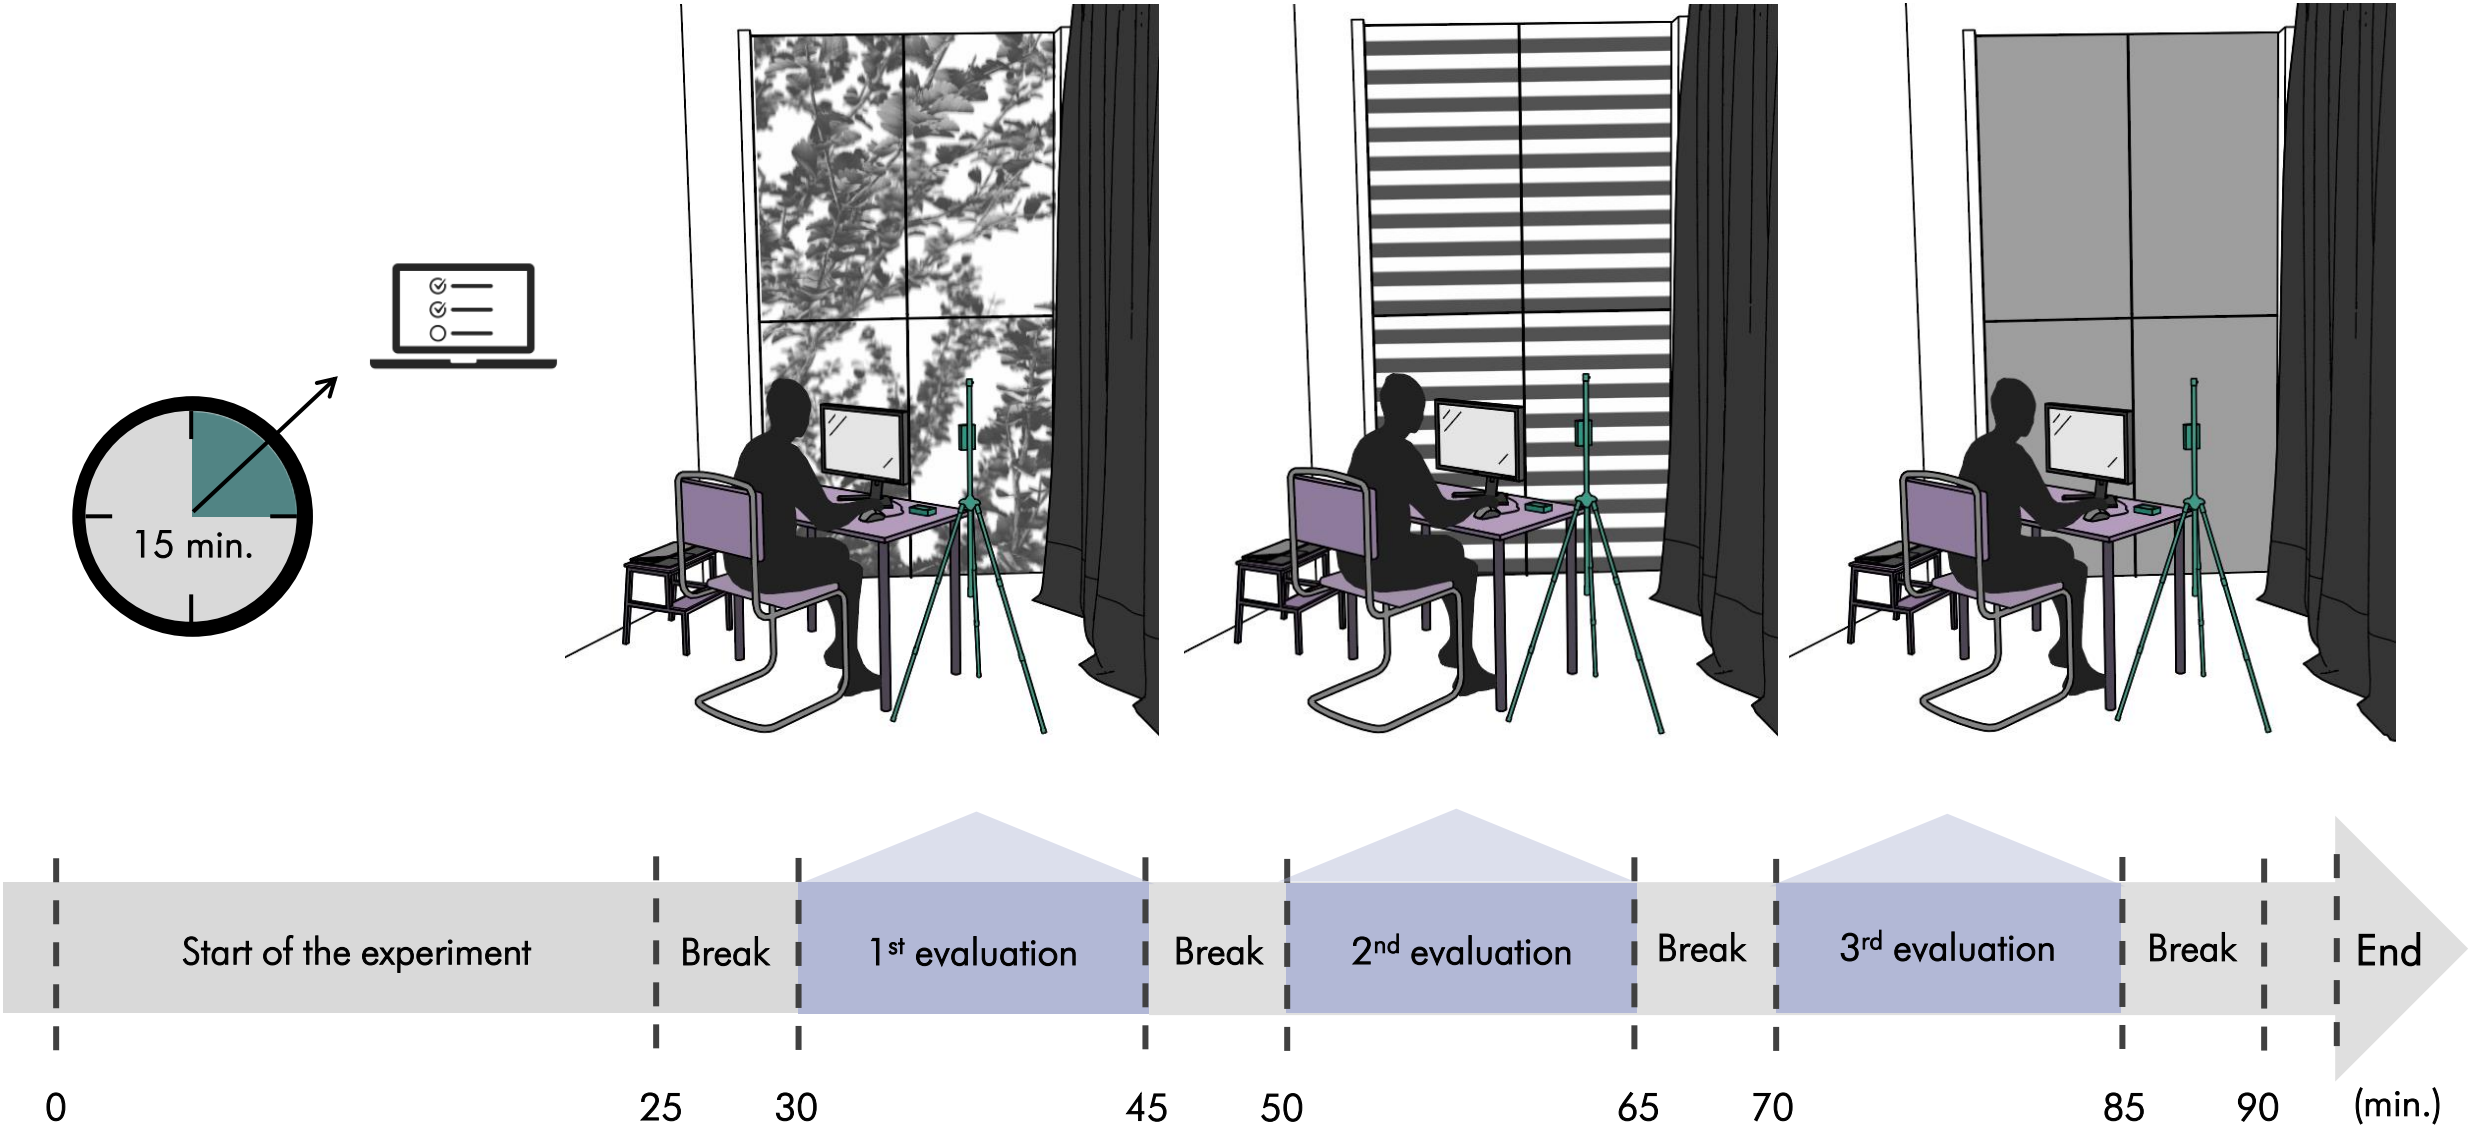 15 min.
Start of the experiment
Break
1st evaluation
Break
2nd evaluation
Break
3rd evaluation
Break
End
0
25
30
45
50
65
70
85
90
(min.)